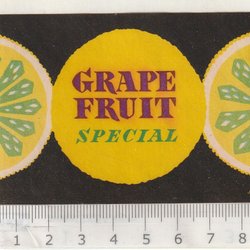 GRAPE
FRUIT
SPECIAL
1 2 3 4 5 6 7 8